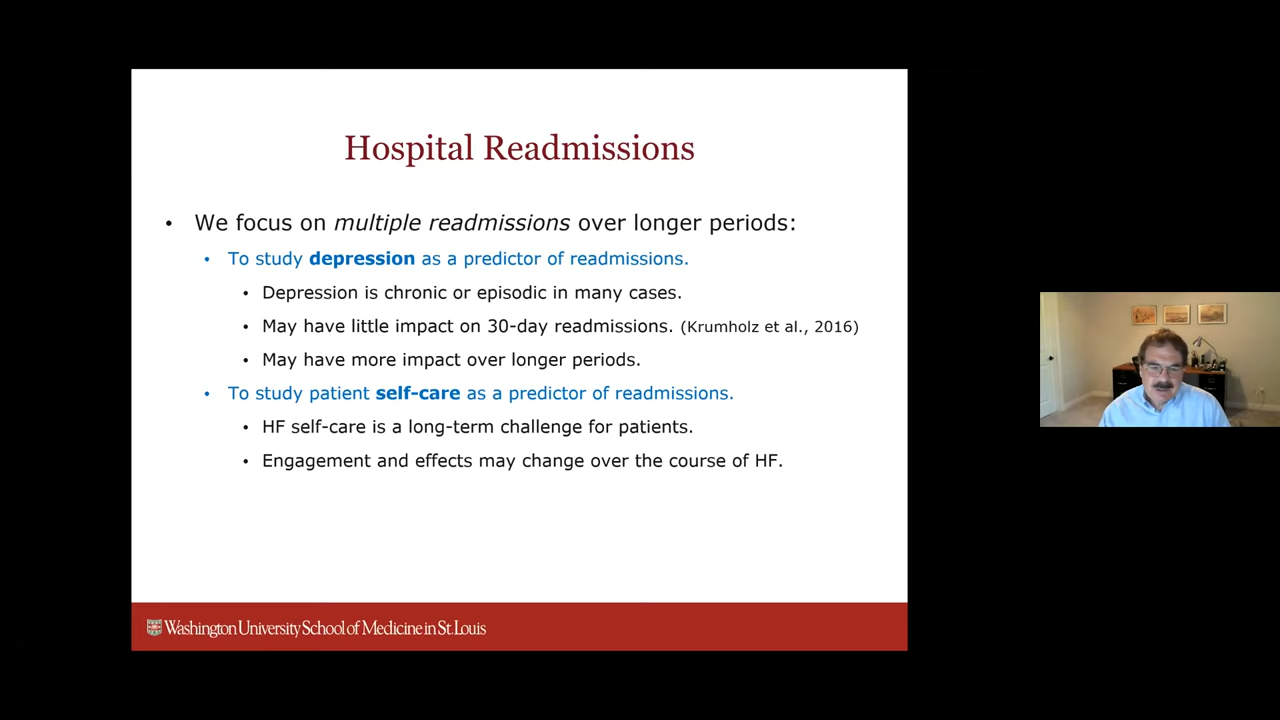 Hospital Readmissions
• We focus on multiple readmissions over longer periods:
• To study depression as a predictor of readmissions.
• Depression is chronic or episodic in many cases.
• May have little impact on 30-day readmissions. (Krumholz et al., 2016)
• May have more impact over longer periods.
• To study patient self-care as a predictor of readmissions.
• HF self-care is a long-term challenge for patients.
• Engagement and effects may change over the course of HF.
Washington University School of Medicine in St. Louis